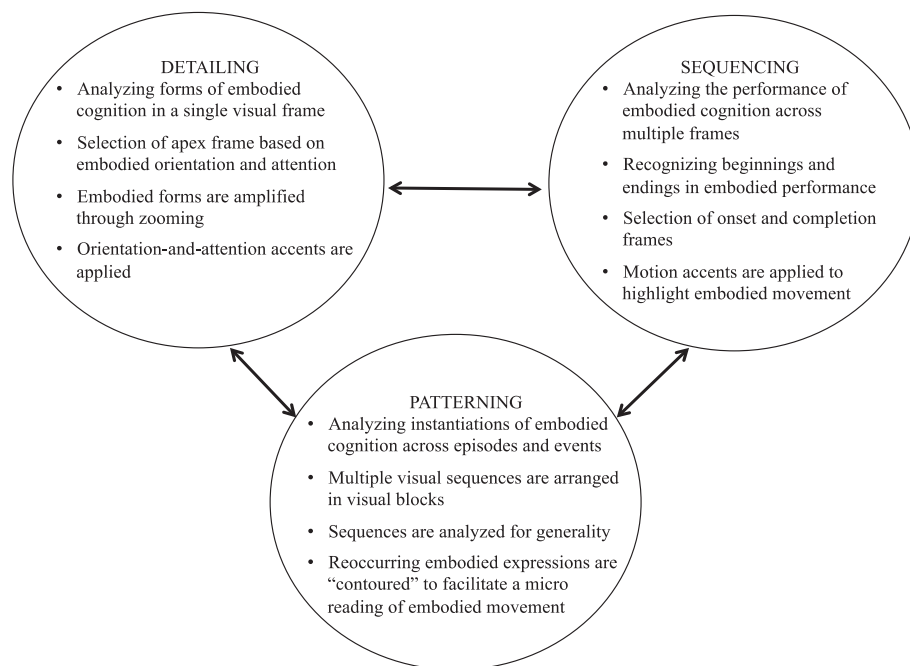 DETAILING
• Analyzing forms of embodied
cognition in a single visual frame
• Selection of apex frame based on
embodied orientation and attention
• Embodied forms are amplified
through zooming
• Orientation-and-attention accents are
applied
SEQUENCING
• Analyzing the performance of
embodied cognition across
multiple frames
• Recognizing beginnings and
endings in embodied performance
• Selection of onset and completion
frames
• Motion accents are applied to
highlight embodied movement
PATTERNING
• Analyzing instantiations of embodied
cognition across episodes and events
• Multiple visual sequences are arranged
in visual blocks
• Sequences are analyzed for generality
• Reoccurring embodied expressions are
“contoured” to facilitate a micro
reading of embodied movement